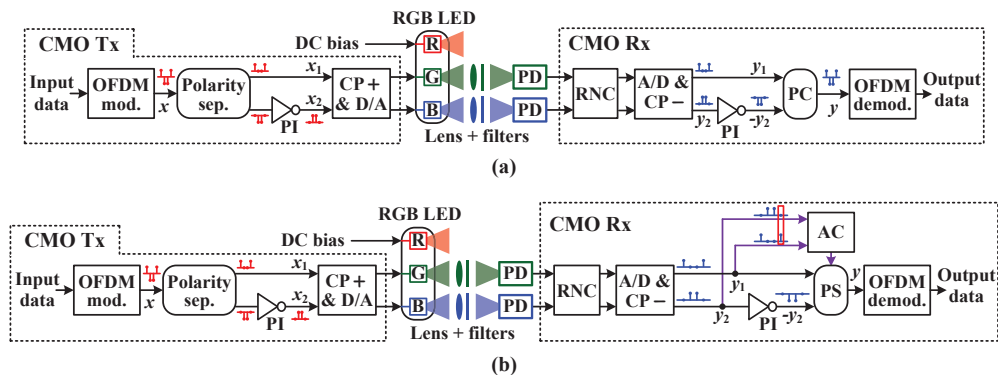 RGB LED
CMO Tx
DC bias
R
CMO Rx
Input
data
OFDM
mod.
x
Polarity
sep.
x1
x2
PI
CP +
& D/A
G
B
PD
PD
Lens + filters
RNC
A/D &
CP −
y1
y2
PI
-y2
PC
y
OFDM
demod.
Output
data
(a)
RGB LED
CMO Tx
DC bias
R
CMO Rx
Input
data
OFDM
mod.
x
Polarity
sep.
x1
x2
PI
CP +
& D/A
G
B
PD
PD
Lens + filters
RNC
A/D &
CP −
y1
y2
PI
-y2
AC
PS
y
OFDM
demod.
Output
data
(b)